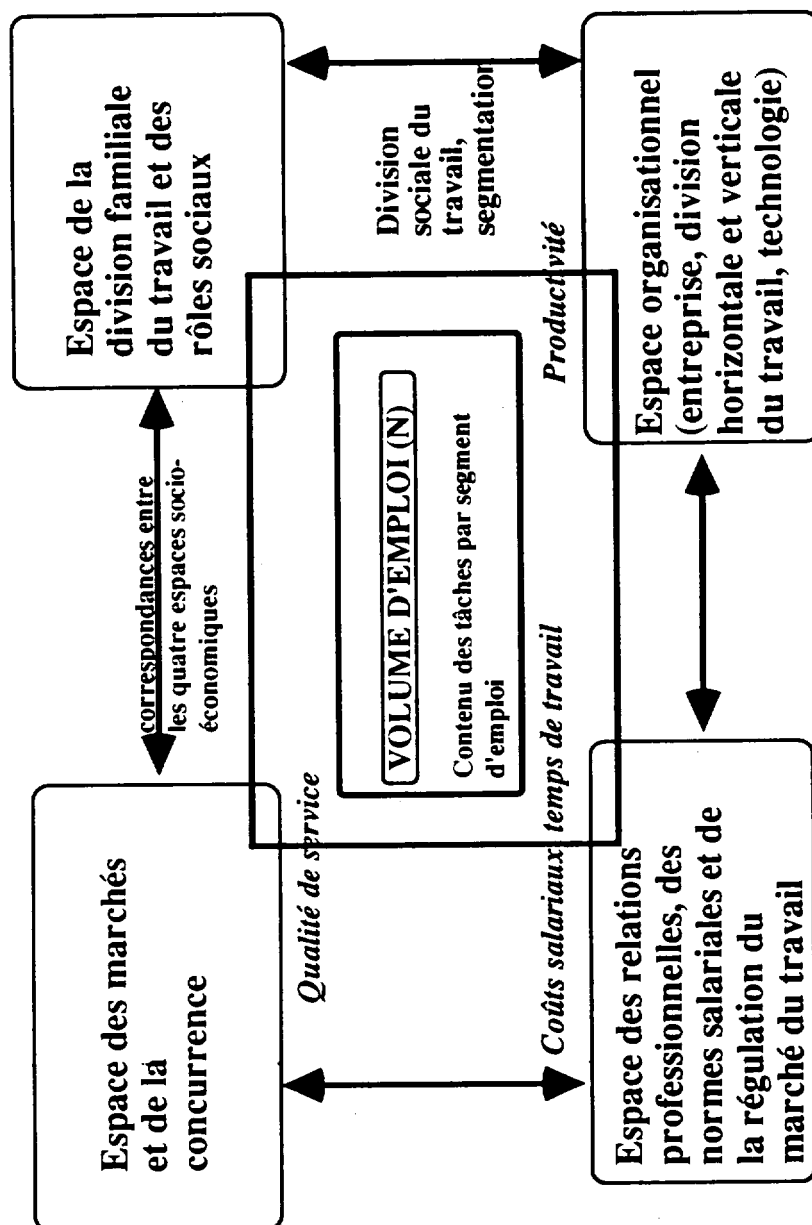 Espace des marchés
et de la
concurrence
correspondances entre
les quatre espaces socio-
économiques
Espace de la
division familiale
du travail et des
rôles sociaux
Qualité de service
VOLUME D'EMPLOI (N)
Contenu des tâches par segment
d'emploi
Division
sociale du
travail,
segmentation
Coûts salariaux, temps de travail
Productivité
Espace des relations
professionnelles, des
normes salariales et de
la régulation du
marché du travail
Espace organisationnel
(entreprise, division
horizontale et verticale
du travail, technologie)